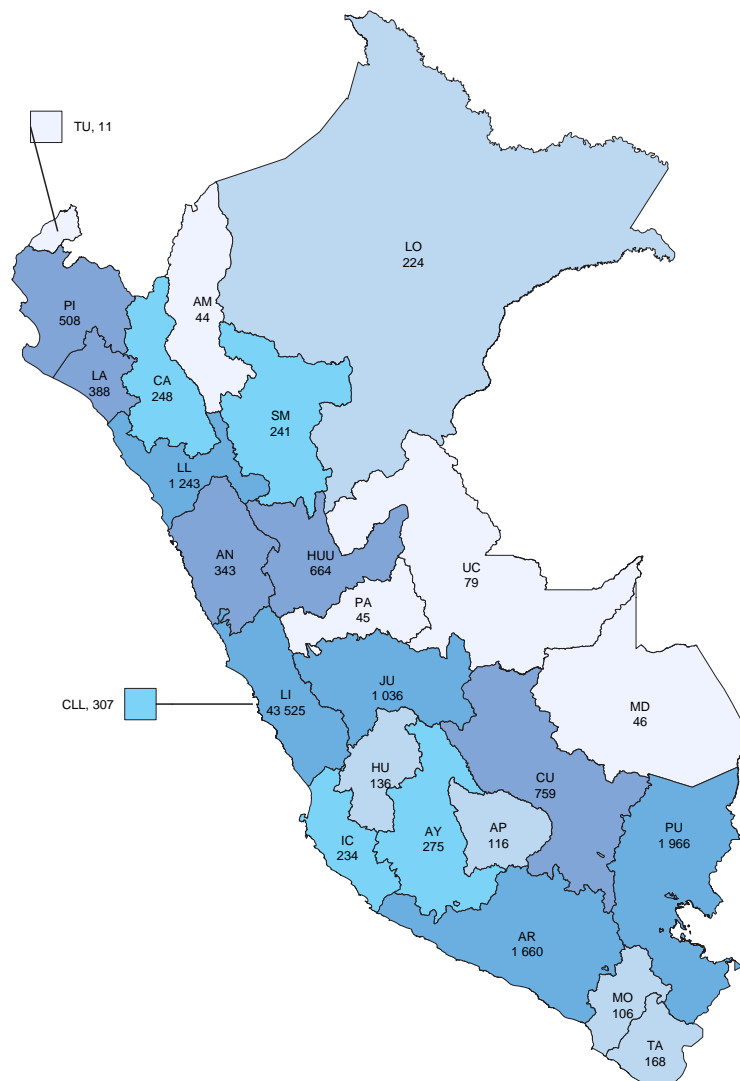 TU, 11
LO
224
AM
44
PI
508
LA
388
CA
248
SM
241
LL
1 243
AN
343
HUU
664
UC
79
PA
45
JU
1 036
LI
43 525
CLL, 307
MD
46
HU
136
CU
759
AY
275
AP
116
IC
234
PU
1 966
AR
1 660
MO
106
TA
168